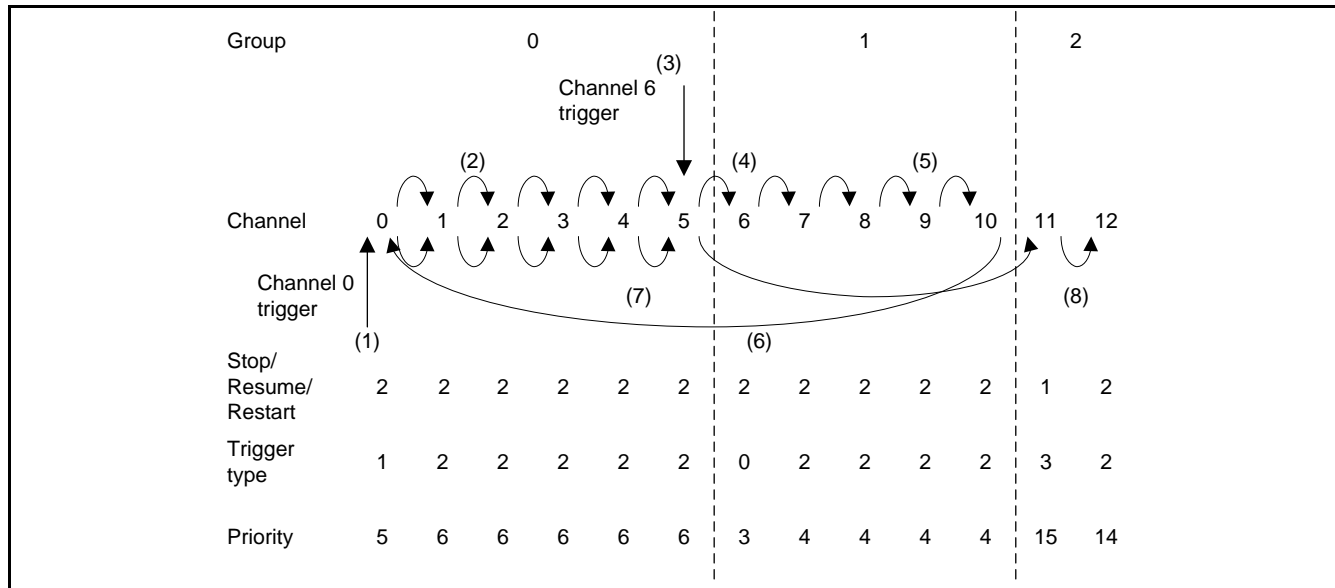 Group 0 1 2
(3)
Channel 6
trigger
(2) (4) (5)
Channel 0 1 2 3 4 5 6 7 8 9 10 11 12
Channel 0
trigger
(7) (8)
(1) (6)
Stop/
Resume/
Restart
2 2 2 2 2 2 2 2 2 2 2 1 2
Trigger
type
1 2 2 2 2 2 0 2 2 2 2 3 2
Priority 5 6 6 6 6 6 3 4 4 4 4 15 14